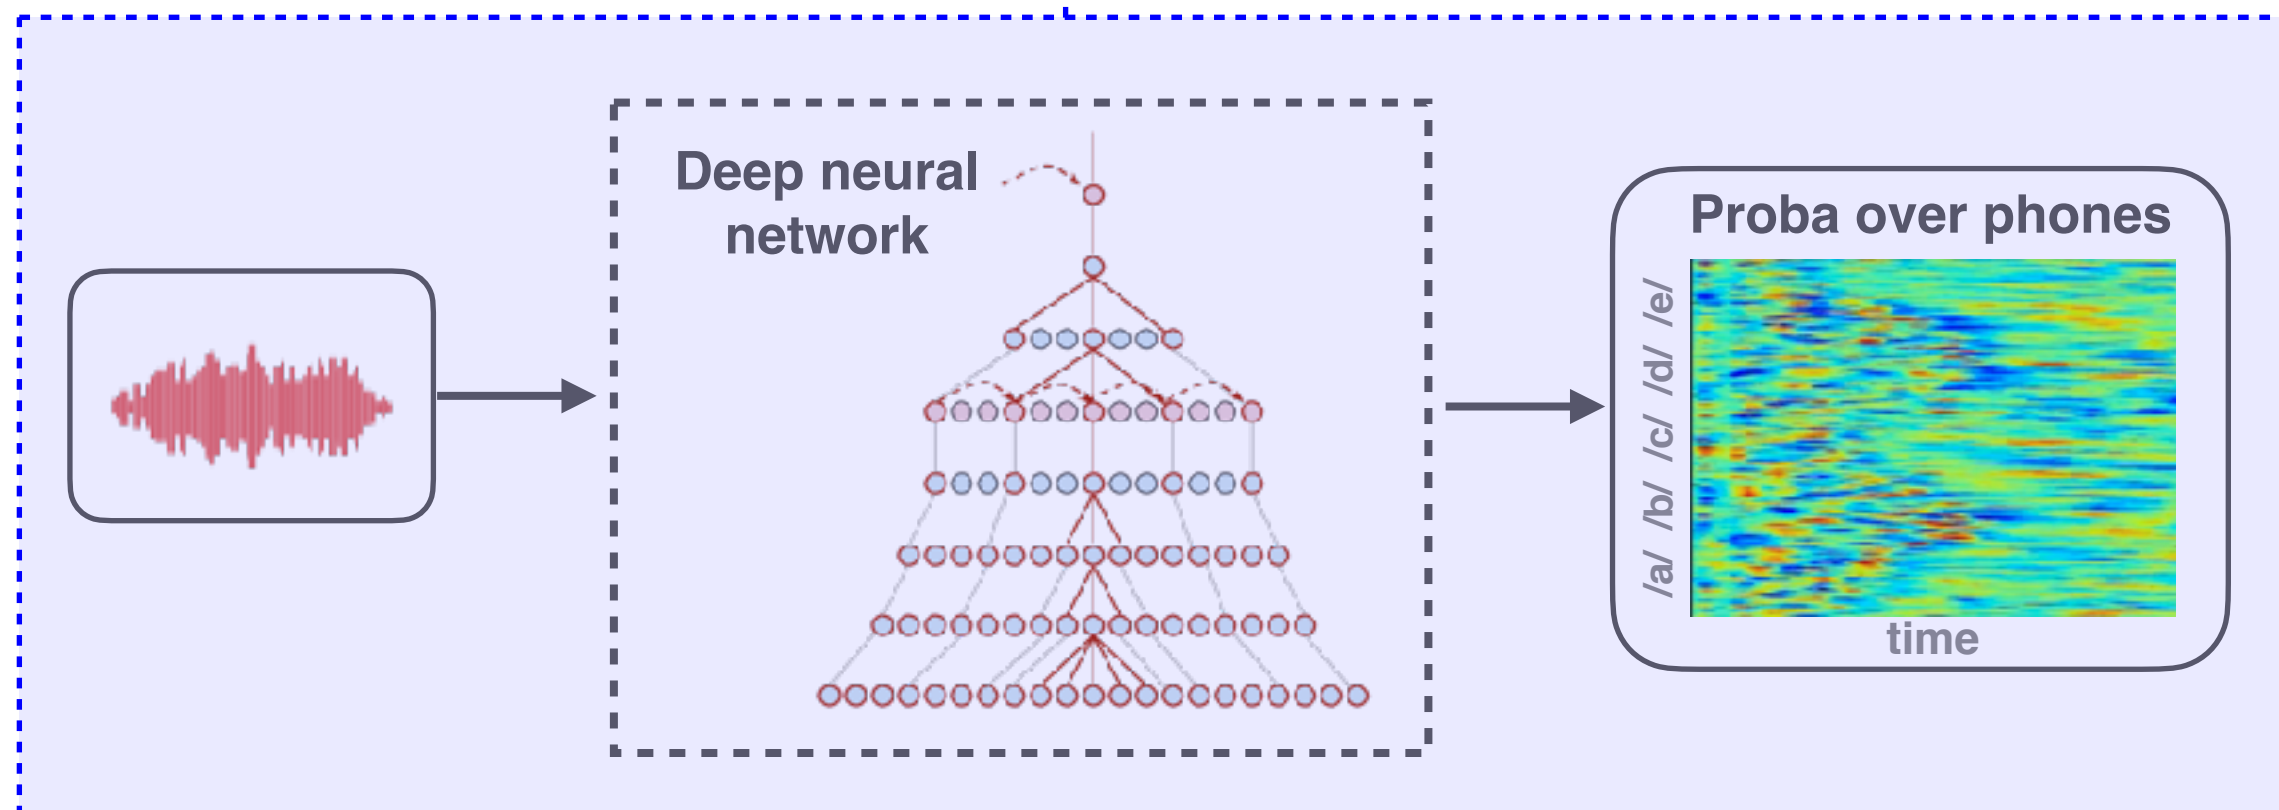 Deep neural
network
Proba over phones
/a/ /b/ /c/ /d/ /e/
time